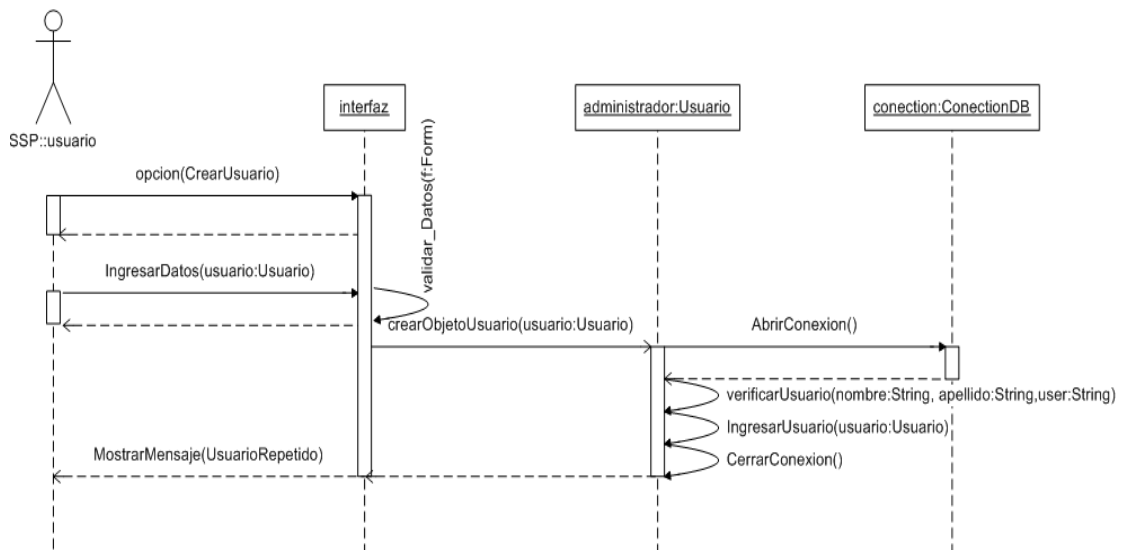 SSP::usuario
interfaz
administrador:Usuario
conection:ConectionDB
opcion(CrearUsuario)
validar_Datos(f:Form)
IngresarDatos(usuario:Usuario)
crearObjetoUsuario(usuario:Usuario)
AbrirConexion()
verificarUsuario(nombre:String, apellido:String,user:String)
IngresarUsuario(usuario:Usuario)
MostrarMensaje(UsuarioRepetido)
CerrarConexion()